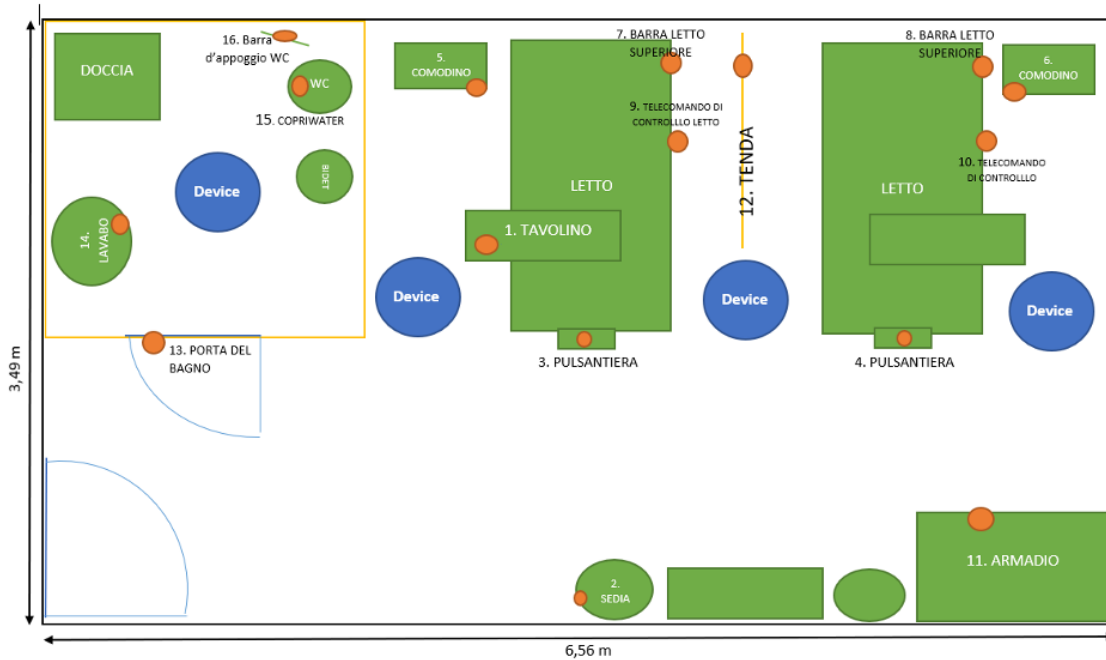 DOCCIA
16. Barra
d'appoggio WC
WC
15. COPRIWATER
BIDET
Device
14.
LAVABO
13. PORTA DEL
BAGNO
5.
COMODINO
7. BARRA LETTO
SUPERIORE
9. TELECOMANDO DI
CONTROLLLO LETTO
LETTO
1. TAVOLINO
Device
3. PULSANTIERA
12. TENDA
Device
8. BARRA LETTO
SUPERIORE
6.
COMODINO
10. TELECOMANDO
DI CONTROLLLO
LETTO
Device
4. PULSANTIERA
2.
SEDIA
11. ARMADIO
3,49 m
6,56 m